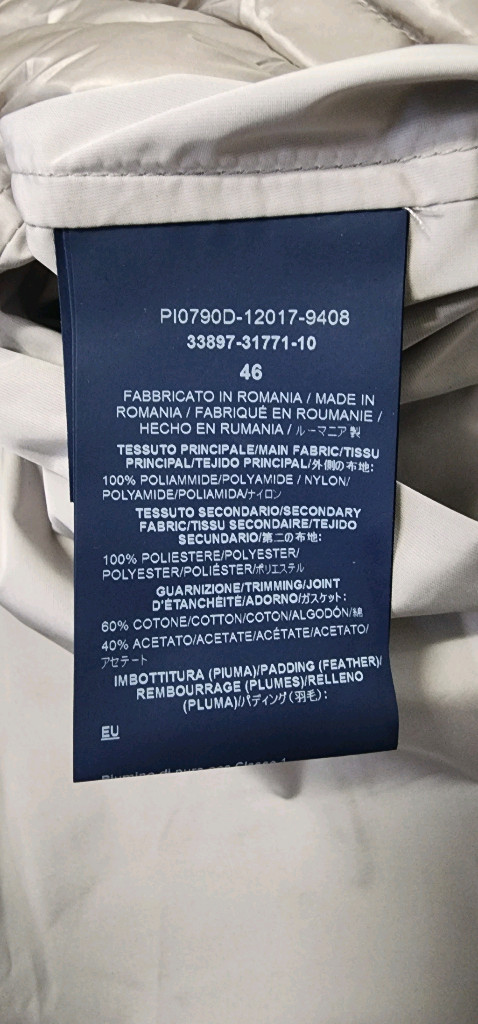 PI0790D-12017-9408
33897-31771-10
46
FABBRICATO IN ROMANIA / MADE IN
ROMANIA / FABRIQUÉ EN ROUMANIE /
HECHO EN RUMANIA / ルーマニア 製
TESSUTO PRINCIPALE/MAIN FABRIC/TISSU
PRINCIPAL/TEJIDO PRINCIPAL/外側の布地:
100% POLIAMMIDE/POLYAMIDE / NYLON/
POLYAMIDE/POLIAMIDA/ナイロン
TESSUTO SECONDARIO/SECONDARY
FABRIC/TISSU SECONDAIRE/TEJIDO
SECUNDARIO/第二の布地:
100% POLIESTERE/POLYESTER/
POLYESTER/POLIÉSTER/ポリエステル
GUARNIZIONE/TRIMMING/JOINT
D'ÉTANCHÉITÉ/ADORNO/ガスケット:
60% COTONE/COTTON/COTON/ALGODÓN/綿
40% ACETATO/ACETATE/ACÉTATE/ACETATO/
アセテート
IMBOTTITURA (PIUMA)/PADDING (FEATHER)/
REMBOURRAGE (PLUMES)/RELLENO
(PLUMA)/パディング (羽毛):
EU